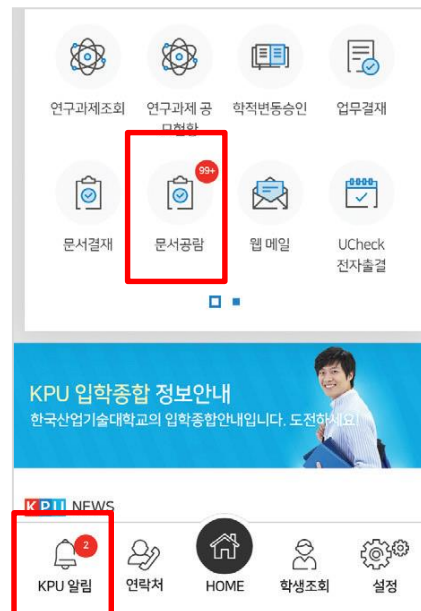 연구과제조회
연구과제 공
모현황
학적변동승인
업무결재
99+
문서결재
문서공람
웹 메일
UCheck
전자출결
KPU 입학종합 정보안내
한국산업기술대학교의 입학종합안내입니다. 도전하세요!
KPU NEWS
2
KPU 알림
연락처
HOME
학생조회
설정